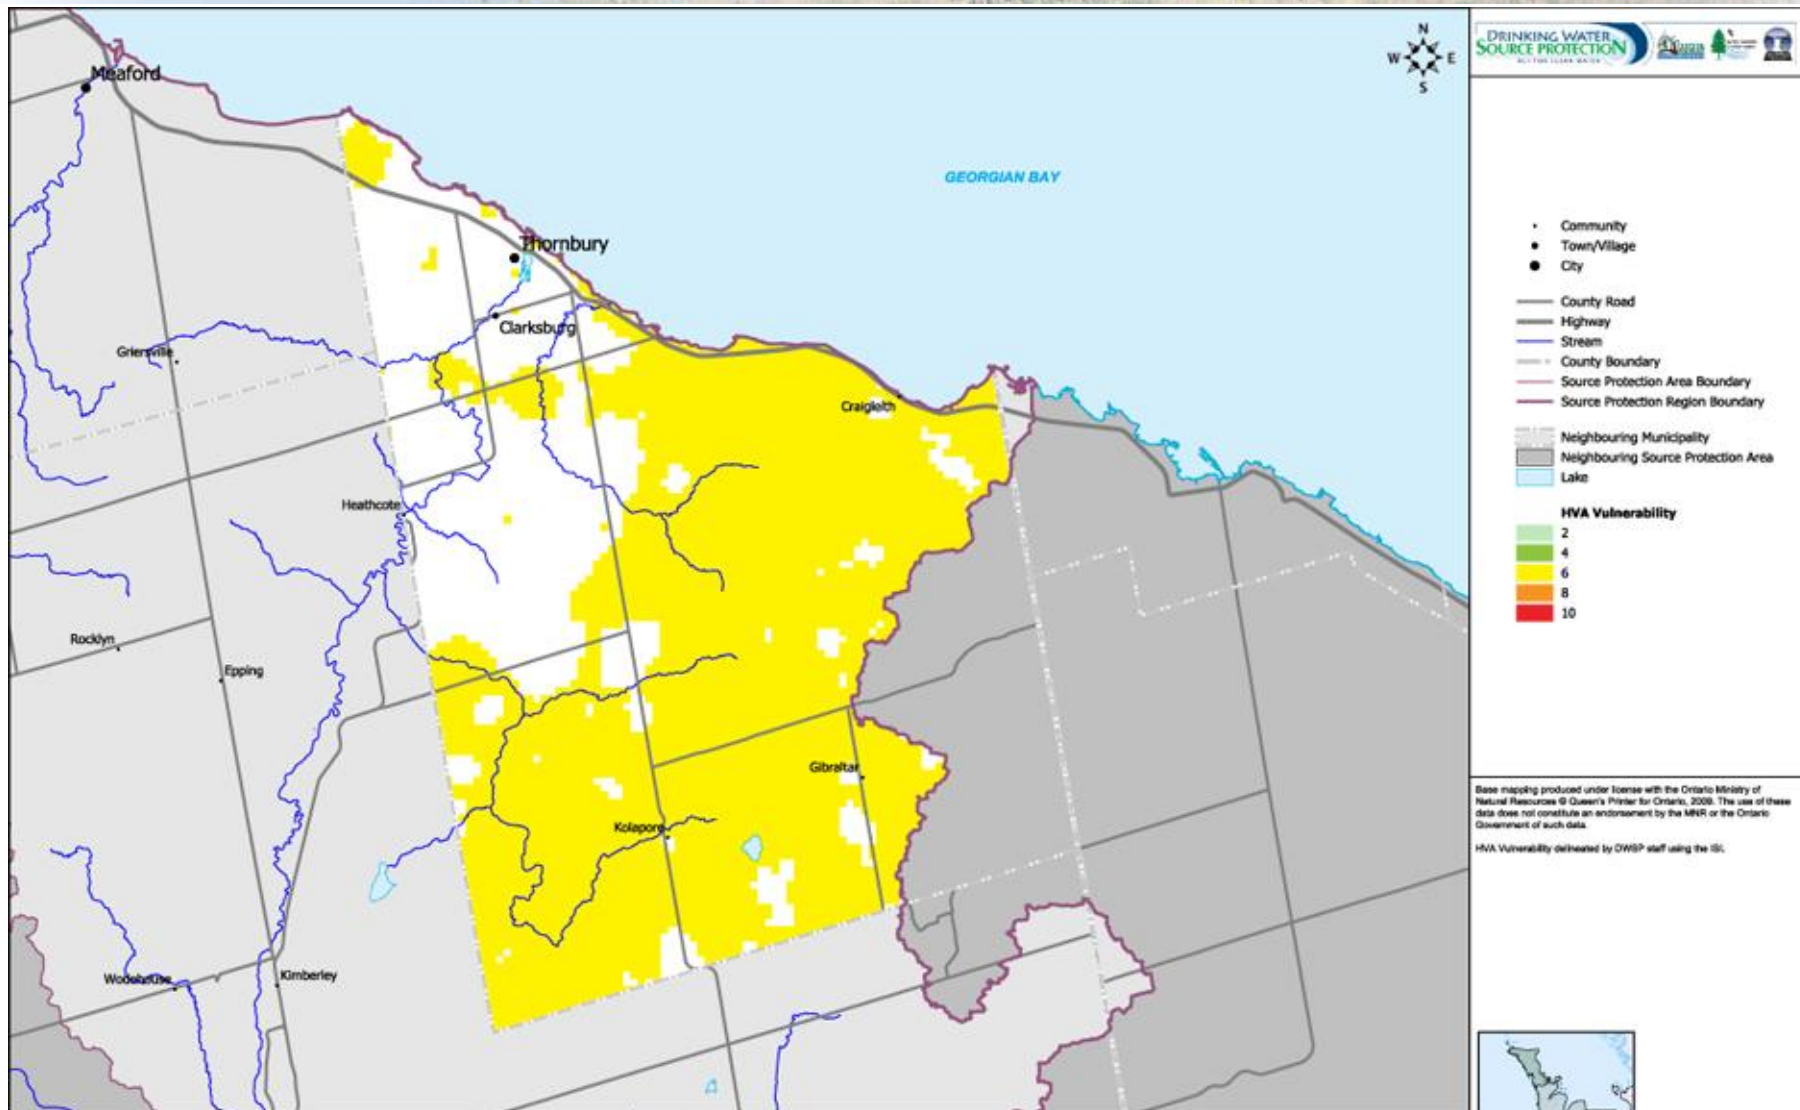 Meaford
Thornbury
Clarksburg
Griersville
Heathcote
Craigleith
GEORGIAN BAY
N
W E
S
Rocklyn
Epping
Gibraltar
Kolapore
Wodehouse
Kimberley
DRINKING WATER
SOURCE PROTECTION
ACT FOR CLEAN WATER
Community
Town/Village
City
County Road
Highway
Stream
County Boundary
Source Protection Area Boundary
Source Protection Region Boundary
Neighbouring Municipality
Neighbouring Source Protection Area
Lake
HVA Vulnerability
2
4
6
8
10
Base mapping produced under license with the Ontario Ministry of
Natural Resources © Queen's Printer for Ontario, 2009. The use of these
data does not constitute an endorsement by the MNR or the Ontario
Government of such data.
HVA Vulnerability delineated by DWSP staff using the ISI.